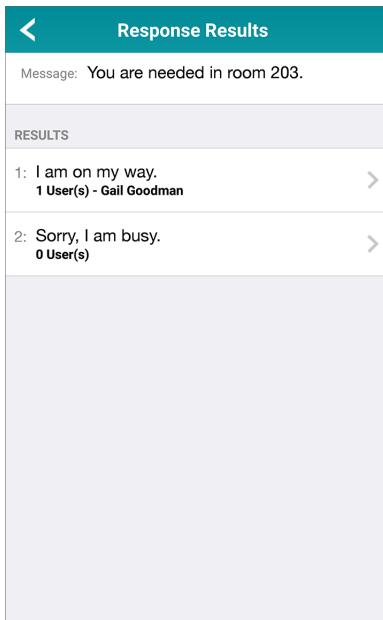 Response Results
Message: You are needed in room 203.
RESULTS
1: I am on my way.
1 User(s) - Gail Goodman
2: Sorry, I am busy.
0 User(s)